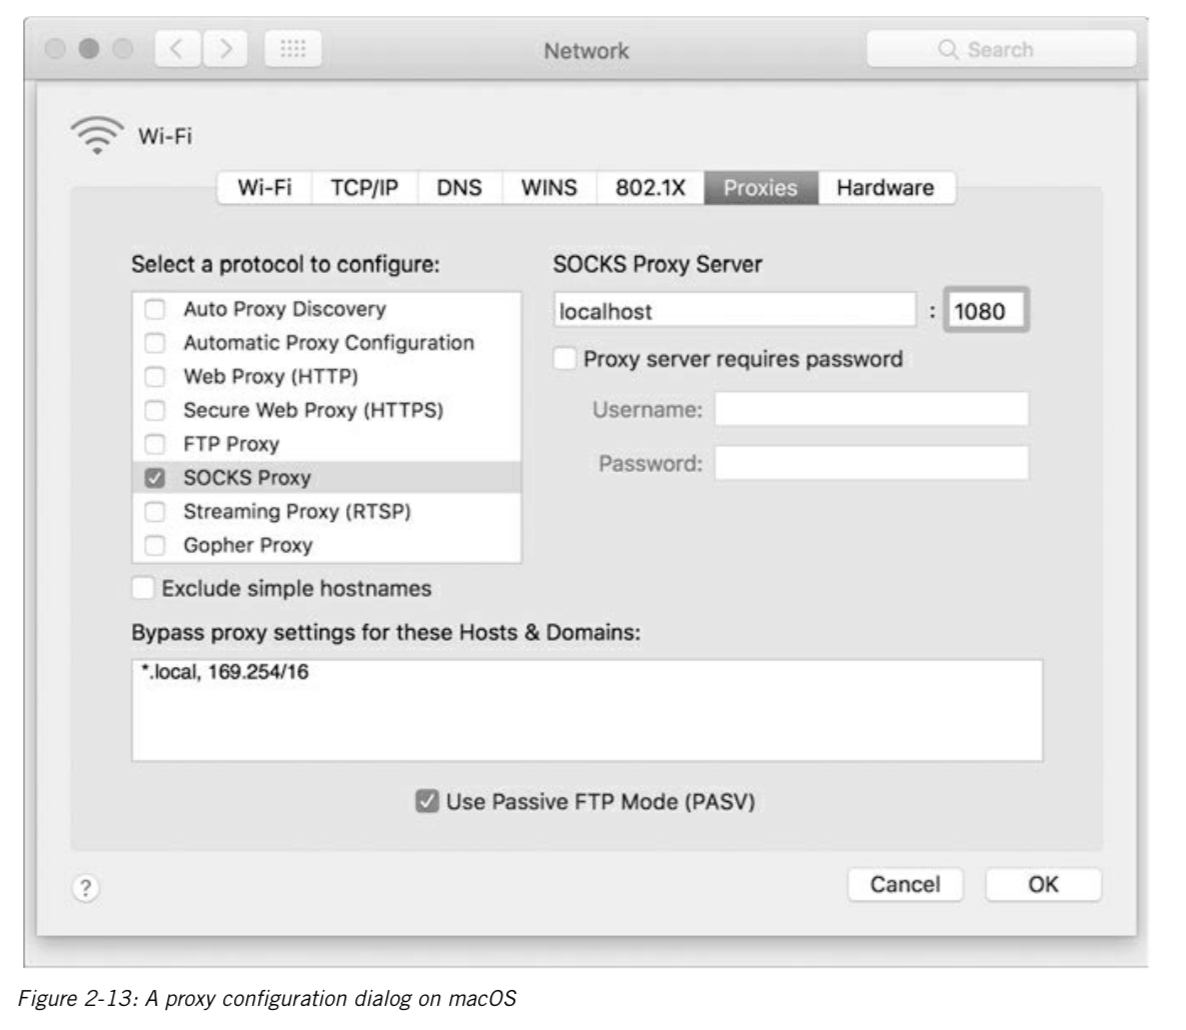 Network
Search
Wi-Fi
Wi-Fi TCP/IP DNS WINS 802.1X Proxies Hardware
Select a protocol to configure:
Auto Proxy Discovery
Automatic Proxy Configuration
Web Proxy (HTTP)
Secure Web Proxy (HTTPS)
FTP Proxy
SOCKS Proxy
Streaming Proxy (RTSP)
Gopher Proxy
Exclude simple hostnames
SOCKS Proxy Server
localhost : 1080
Proxy server requires password
Username:
Password:
Bypass proxy settings for these Hosts & Domains:
*.local, 169.254/16
Use Passive FTP Mode (PASV)
?
Cancel OK
Figure 2-13: A proxy configuration dialog on macOS